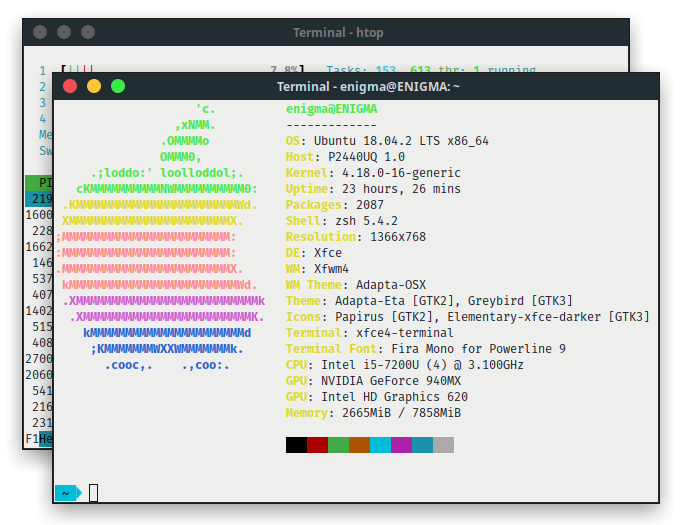 Terminal - htop
1 [|||| 7.8%] Tasks: 153, 613 thr; 1 running
2
3
4
Me
Sw
PI
219
1600
228
1662
146
537
407
1402
515
408
2700
2060
541
216
231
F1He
Terminal - enigma@ENIGMA: ~
'c.
,xNMM.
.OMMMMo
OMMM0,
.;loddo:' loolloddol;.
cKMMMMMMMMMMNWMMMMMMMMMM0:
.KMMMMMMMMMMMMMMMMMMMMMMMWd.
XMMMMMMMMMMMMMMMMMMMMMMMX.
;MMMMMMMMMMMMMMMMMMMMMMMM:
:MMMMMMMMMMMMMMMMMMMMMMMM:
.MMMMMMMMMMMMMMMMMMMMMMMMX.
kMMMMMMMMMMMMMMMMMMMMMMMMWd.
.XMMMMMMMMMMMMMMMMMMMMMMMMMMk
.XMMMMMMMMMMMMMMMMMMMMMMMMK.
kMMMMMMMMMMMMMMMMMMMMMMd
;KMMMMMMMWXXWMMMMMMMk.
.cooc,. .,coo:.
enigma@ENIGMA
-------------
OS: Ubuntu 18.04.2 LTS x86_64
Host: P2440UQ 1.0
Kernel: 4.18.0-16-generic
Uptime: 23 hours, 26 mins
Packages: 2087
Shell: zsh 5.4.2
Resolution: 1366x768
DE: Xfce
WM: Xfwm4
WM Theme: Adapta-OSX
Theme: Adapta-Eta [GTK2], Greybird [GTK3]
Icons: Papirus [GTK2], Elementary-xfce-darker [GTK3]
Terminal: xfce4-terminal
Terminal Font: Fira Mono for Powerline 9
CPU: Intel i5-7200U (4) @ 3.100GHz
GPU: NVIDIA GeForce 940MX
GPU: Intel HD Graphics 620
Memory: 2665MiB / 7858MiB
~